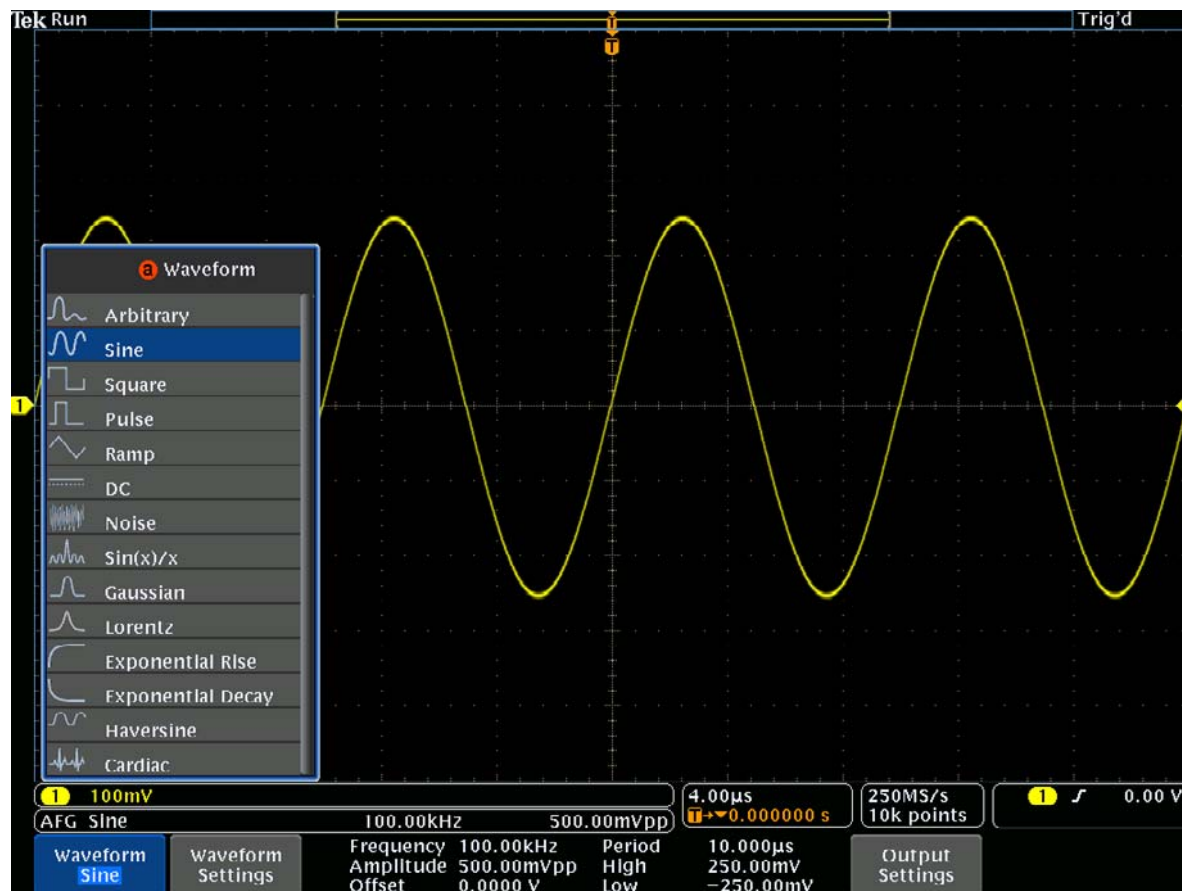 Tek Run Trig'd
T
T
a Waveform
Arbitrary
Sine
Square
Pulse
Ramp
DC
Noise
Sin(x)/x
Gaussian
Lorentz
Exponential Rise
Exponential Decay
Haversine
Cardiac
1
1 100mV
4.00µs
T→▼0.000000 s
250MS/s
10k points
1 0.00 V
AFG Sine 100.00kHz 500.00mVpp
Waveform
Sine
Waveform
Settings
Frequency 100.00kHz Period 10.000µs
Amplitude 500.00mVpp High 250.00mV
Offset 0.0000 V Low −250.00mV
Output
Settings